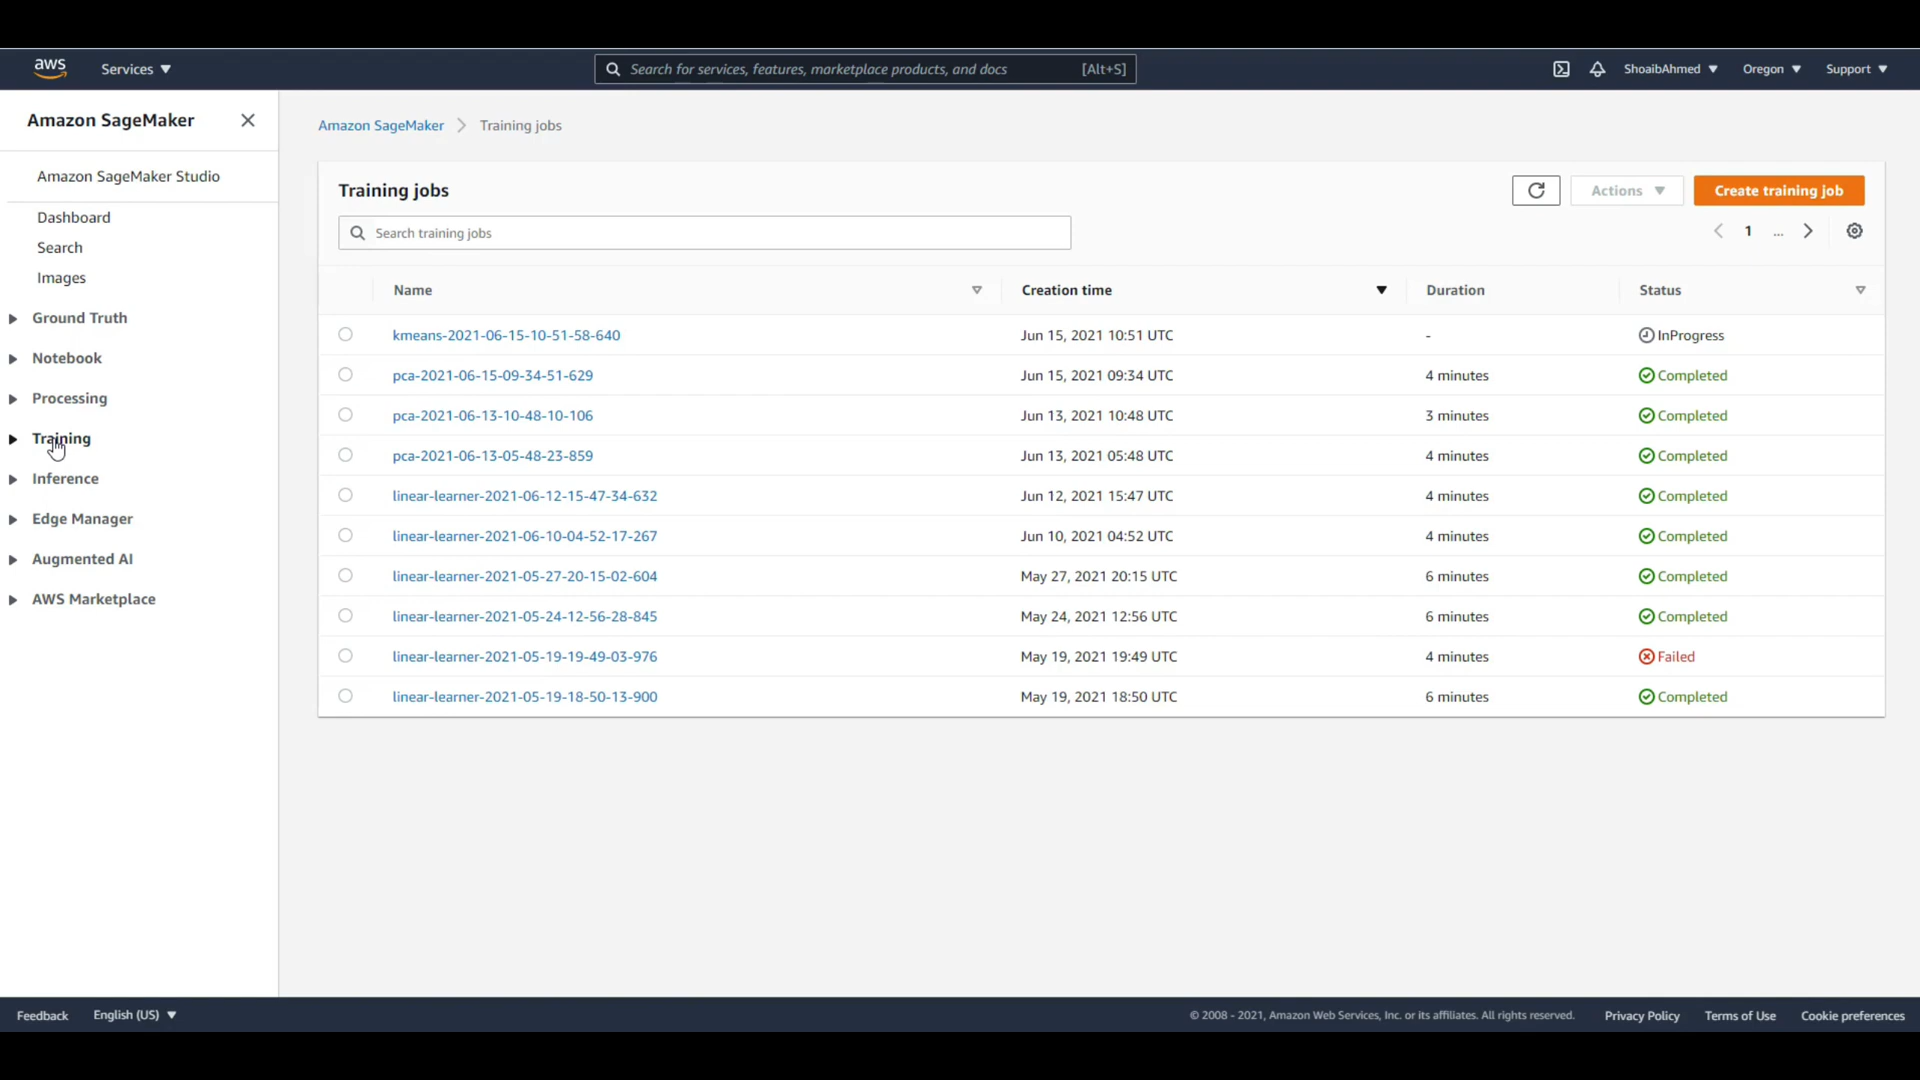 aws Services Search for services, features, marketplace products, and docs [Alt+S] ShoaibAhmed Oregon Support
Amazon SageMaker
Amazon SageMaker Studio
Dashboard
Search
Images
Ground Truth
Notebook
Processing
Training
Inference
Edge Manager
Augmented AI
AWS Marketplace
Amazon SageMaker Training jobs
Training jobs Actions Create training job
Search training jobs 1 ...
Name Creation time Duration Status
kmeans-2021-06-15-10-51-58-640 Jun 15, 2021 10:51 UTC - InProgress
pca-2021-06-15-09-34-51-629 Jun 15, 2021 09:34 UTC 4 minutes Completed
pca-2021-06-13-10-48-10-106 Jun 13, 2021 10:48 UTC 3 minutes Completed
pca-2021-06-13-05-48-23-859 Jun 13, 2021 05:48 UTC 4 minutes Completed
linear-learner-2021-06-12-15-47-34-632 Jun 12, 2021 15:47 UTC 4 minutes Completed
linear-learner-2021-06-10-04-52-17-267 Jun 10, 2021 04:52 UTC 4 minutes Completed
linear-learner-2021-05-27-20-15-02-604 May 27, 2021 20:15 UTC 6 minutes Completed
linear-learner-2021-05-24-12-56-28-845 May 24, 2021 12:56 UTC 6 minutes Completed
linear-learner-2021-05-19-19-49-03-976 May 19, 2021 19:49 UTC 4 minutes Failed
linear-learner-2021-05-19-18-50-13-900 May 19, 2021 18:50 UTC 6 minutes Completed
Feedback English (US) © 2008 - 2021, Amazon Web Services, Inc. or its affiliates. All rights reserved. Privacy Policy Terms of Use Cookie preferences